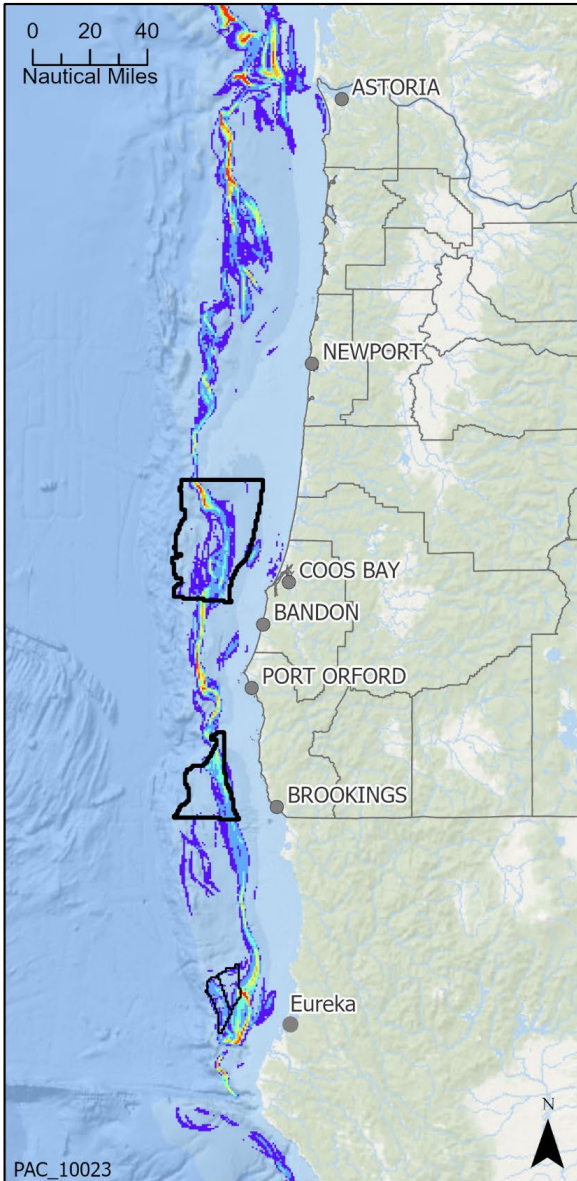 0 20 40
Nautical Miles
ASTORIA
NEWPORT
COOS BAY
BANDON
PORT ORFORD
BROOKINGS
Eureka
N
PAC_10023